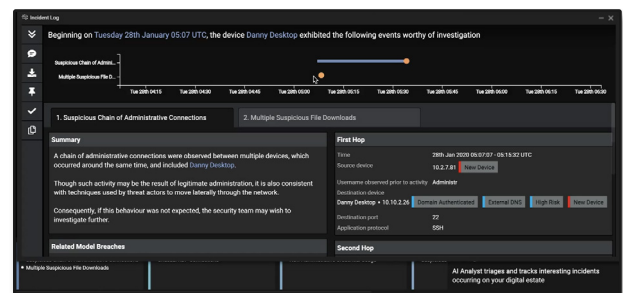 Incident Log
Beginning on Tuesday 28th January 05:07 UTC, the device Danny Desktop exhibited the following events worthy of investigation
Suspicious Chain of Admini...
Multiple Suspicious File D...
Tue 28th 04:15 Tue 28th 04:30 Tue 28th 04:45 Tue 28th 05:00 Tue 28th 05:15 Tue 28th 05:30 Tue 28th 05:45 Tue 28th 06:00 Tue 28th 06:15 Tue 28th 06:30
1. Suspicious Chain of Administrative Connections
2. Multiple Suspicious File Downloads
Summary
A chain of administrative connections were observed between multiple devices, which
occurred around the same time, and included Danny Desktop.
Though such activity may be the result of legitimate administration, it is also consistent
with techniques used by threat actors to move laterally through the network.
Consequently, if this behaviour was not expected, the security team may wish to
investigate further.
Related Model Breaches
First Hop
Time 28th Jan 2020 05:07:07 - 05:15:32 UTC
Source device 10.2.7.81 New Device
Username observed prior to activity Administr
Destination device
Danny Desktop • 10.10.2.26 Domain Authenticated External DNS High Risk New Device
Destination port 22
Application protocol SSH
Second Hop
• Multiple Suspicious File Downloads
AI Analyst triages and tracks interesting incidents
occurring on your digital estate